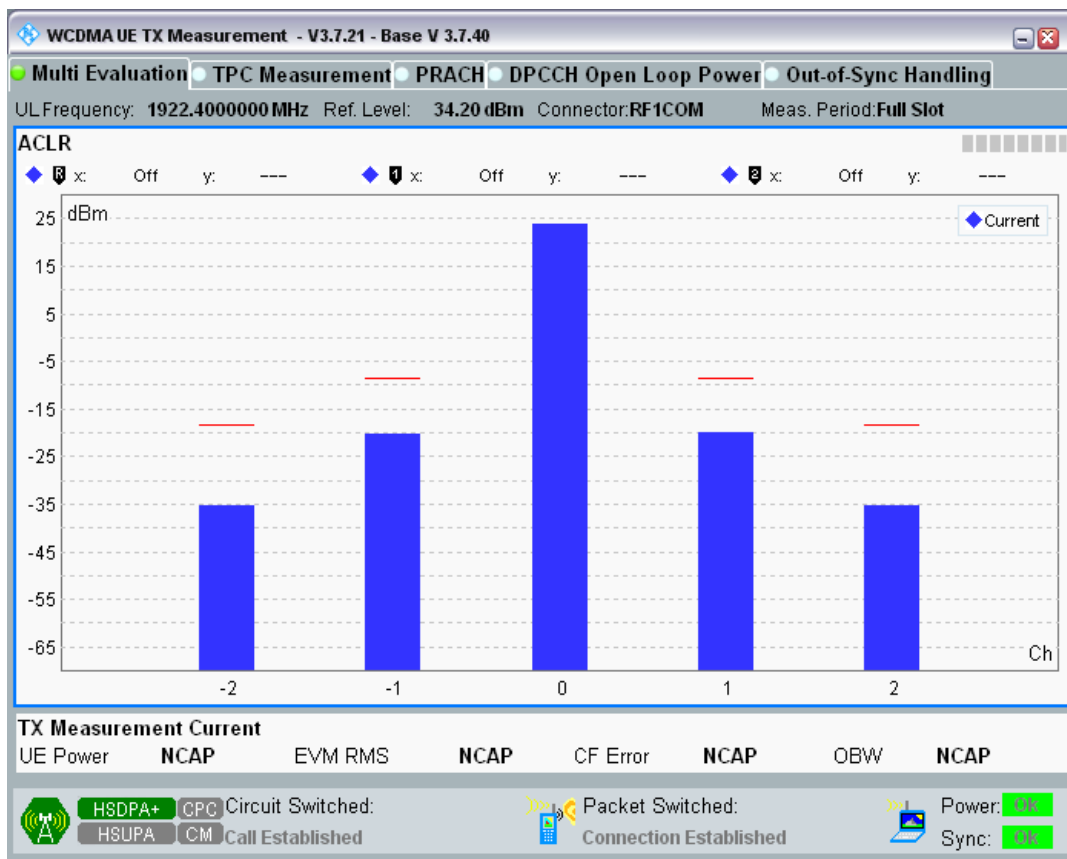 WCDMA UE TX Measurement - V3.7.21 - Base V 3.7.40
Multi Evaluation TPC Measurement PRACH DPCCH Open Loop Power Out-of-Sync Handling
UL Frequency: 1922.4000000 MHz Ref. Level: 34.20 dBm Connector:RF1COM Meas. Period:Full Slot
ACLR
R x: Off y: --- 1 x: Off y: --- 2 x: Off y: ---
dBm
Current
25
15
5
-5
-15
-25
-35
-45
-55
-65
Ch
-2 -1 0 1 2
TX Measurement Current
UE Power NCAP EVM RMS NCAP CF Error NCAP OBW NCAP
HSDPA+ CPC Circuit Switched: Packet Switched: Power: OK
HSUPA CM Call Established Connection Established Sync: OK